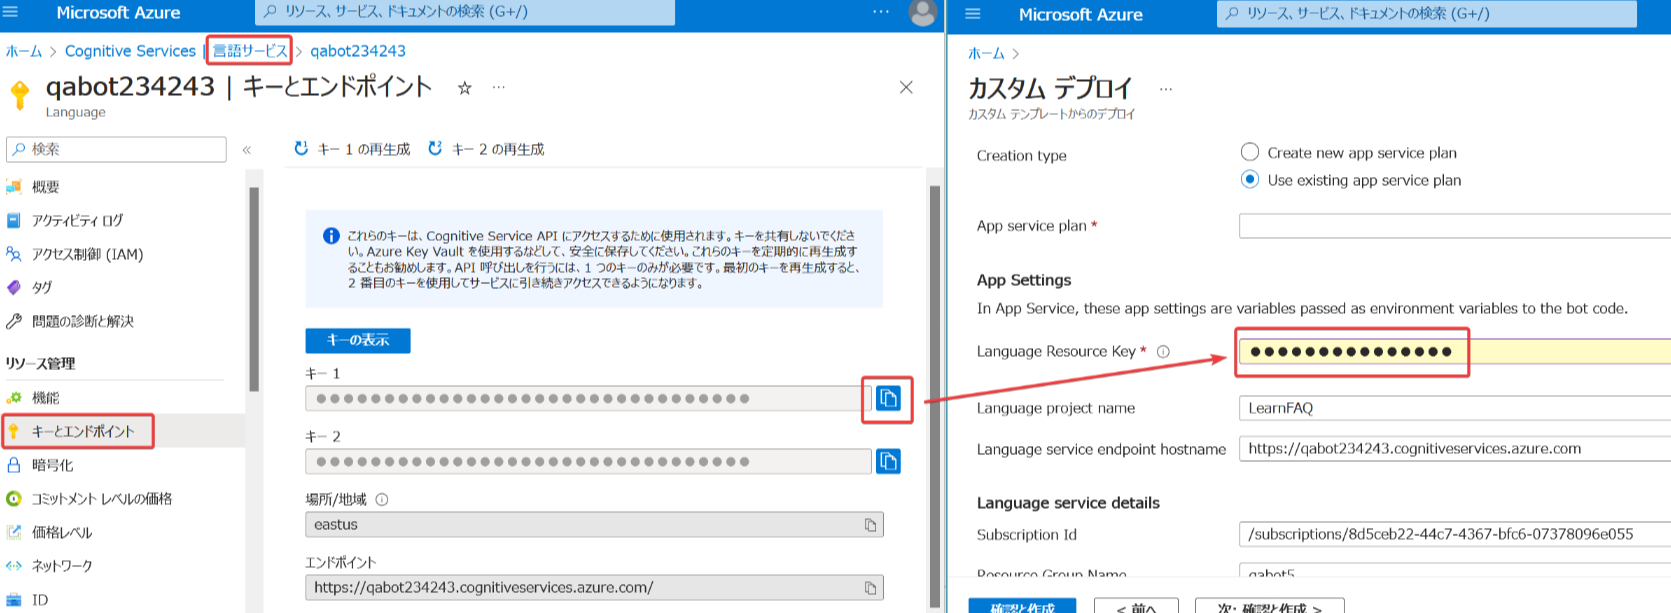 Microsoft Azure
リソース、サービス、ドキュメントの検索 (G+/)
ホーム > Cognitive Services | 言語サービス > qabot234243
qabot234243 | キーとエンドポイント
Language
検索
概要
アクティビティ ログ
アクセス制御 (IAM)
タグ
問題の診断と解決
リソース管理
機能
キーとエンドポイント
暗号化
コミットメント レベルの価格
価格レベル
ネットワーク
ID
キー 1 の再生成 キー 2 の再生成
これらのキーは、Cognitive Service API にアクセスするために使用されます。キーを共有しないでくださ
い。Azure Key Vault を使用するなどして、安全に保存してください。これらのキーを定期的に再生成す
ることもお勧めします。API 呼び出しを行うには、1 つのキーのみが必要です。最初のキーを再生成すると、
2 番目のキーを使用してサービスに引き続きアクセスできるようになります。
キーの表示
キー 1
キー 2
場所/地域
eastus
エンドポイント
https://qabot234243.cognitiveservices.azure.com/
Microsoft Azure
リソース、サービス、ドキュメントの検索 (G+/)
ホーム >
カスタム デプロイ
カスタム テンプレートからのデプロイ
Creation type
Create new app service plan
Use existing app service plan
App service plan *
App Settings
In App Service, these app settings are variables passed as environment variables to the bot code.
Language Resource Key *
Language project name
LearnFAQ
Language service endpoint hostname
https://qabot234243.cognitiveservices.azure.com
Language service details
Subscription Id
/subscriptions/8d5ceb22-44c7-4367-bfc6-07378096e055
Resource Group Name
qabot5
確認と作成
< 前へ
次: 確認と作成 >